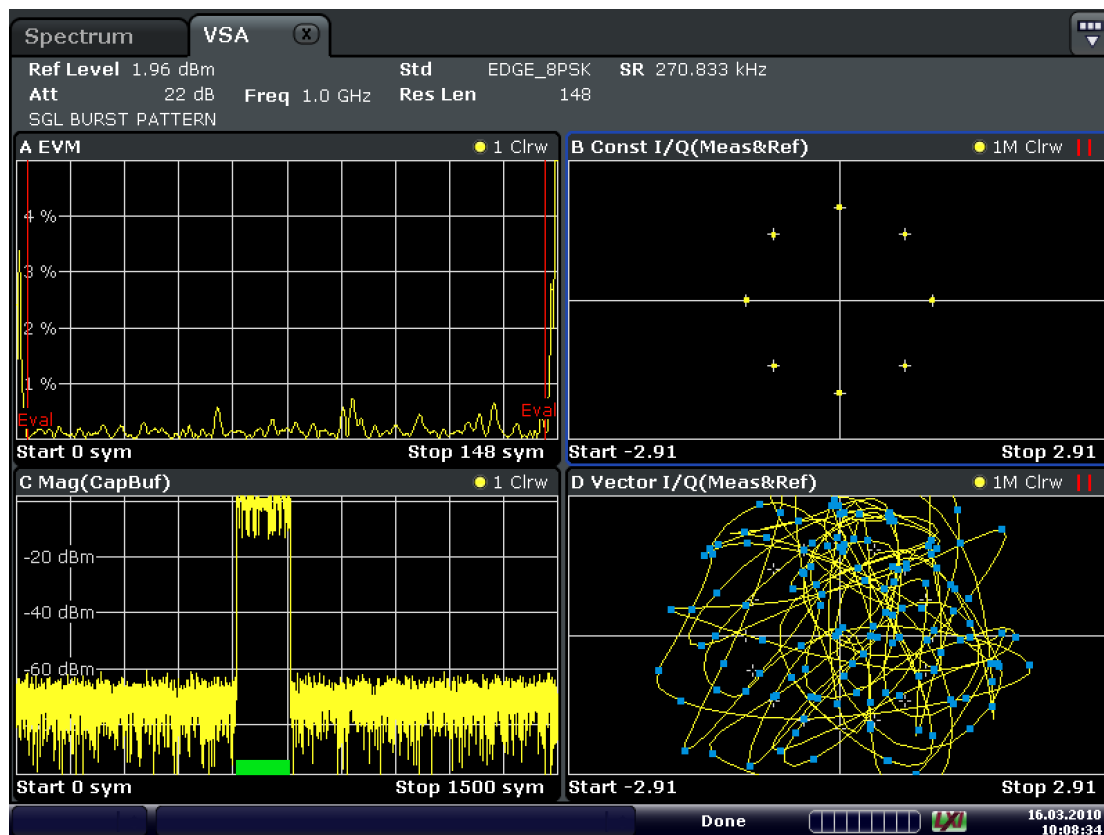 Spectrum
VSA X
Ref Level 1.96 dBm Std EDGE_8PSK SR 270.833 kHz
Att 22 dB Freq 1.0 GHz Res Len 148
SGL BURST PATTERN
A EVM 1 Clrw
4 %
3 %
2 %
1 %
Eval Eval
Start 0 sym Stop 148 sym
B Const I/Q(Meas&Ref) 1M Clrw
Start -2.91 Stop 2.91
C Mag(CapBuf) 1 Clrw
-20 dBm
-40 dBm
-60 dBm
Start 0 sym Stop 1500 sym
D Vector I/Q(Meas&Ref) 1M Clrw
Start -2.91 Stop 2.91
Done LXI 16.03.2010
10:08:34